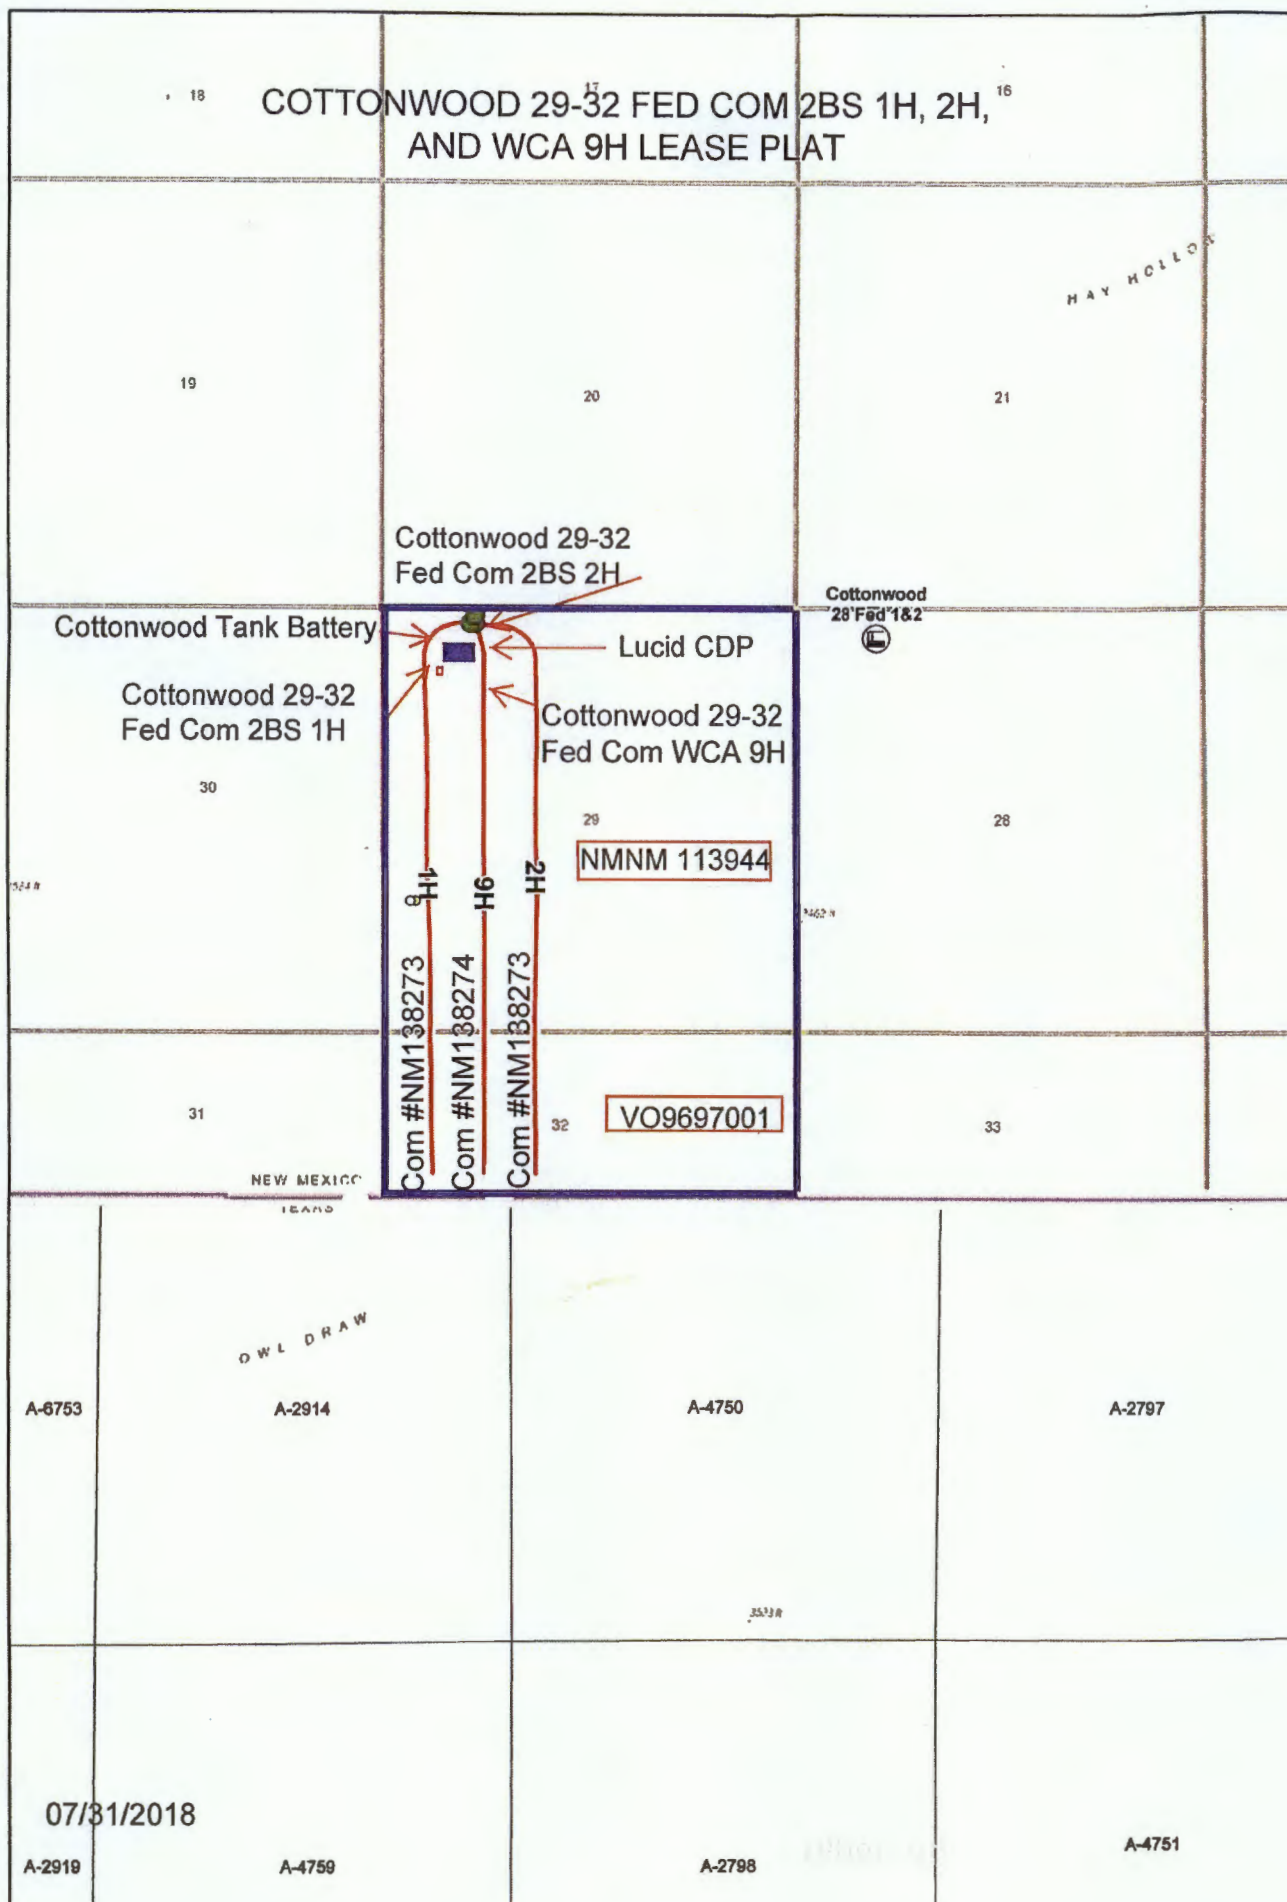 18
17
16
COTTONWOOD 29-32 FED COM 2BS 1H, 2H,
AND WCA 9H LEASE PLAT
HAY HOLLOW
19
20
21
Cottonwood 29-32
Fed Com 2BS 2H
Cottonwood
28 Fed 1&2
Cottonwood Tank Battery
Lucid CDP
Cottonwood 29-32
Fed Com 2BS 1H
Cottonwood 29-32
Fed Com WCA 9H
30
29
28
NMNM 113944
1H
9H
2H
3462 ft
Com #NM138273
Com #NM138274
Com #NM138273
31
32
VO9697001
33
NEW MEXICO
TEXAS
OWL DRAW
A-6753
A-2914
A-4750
A-2797
07/31/2018
A-2919
A-4759
A-2798
A-4751